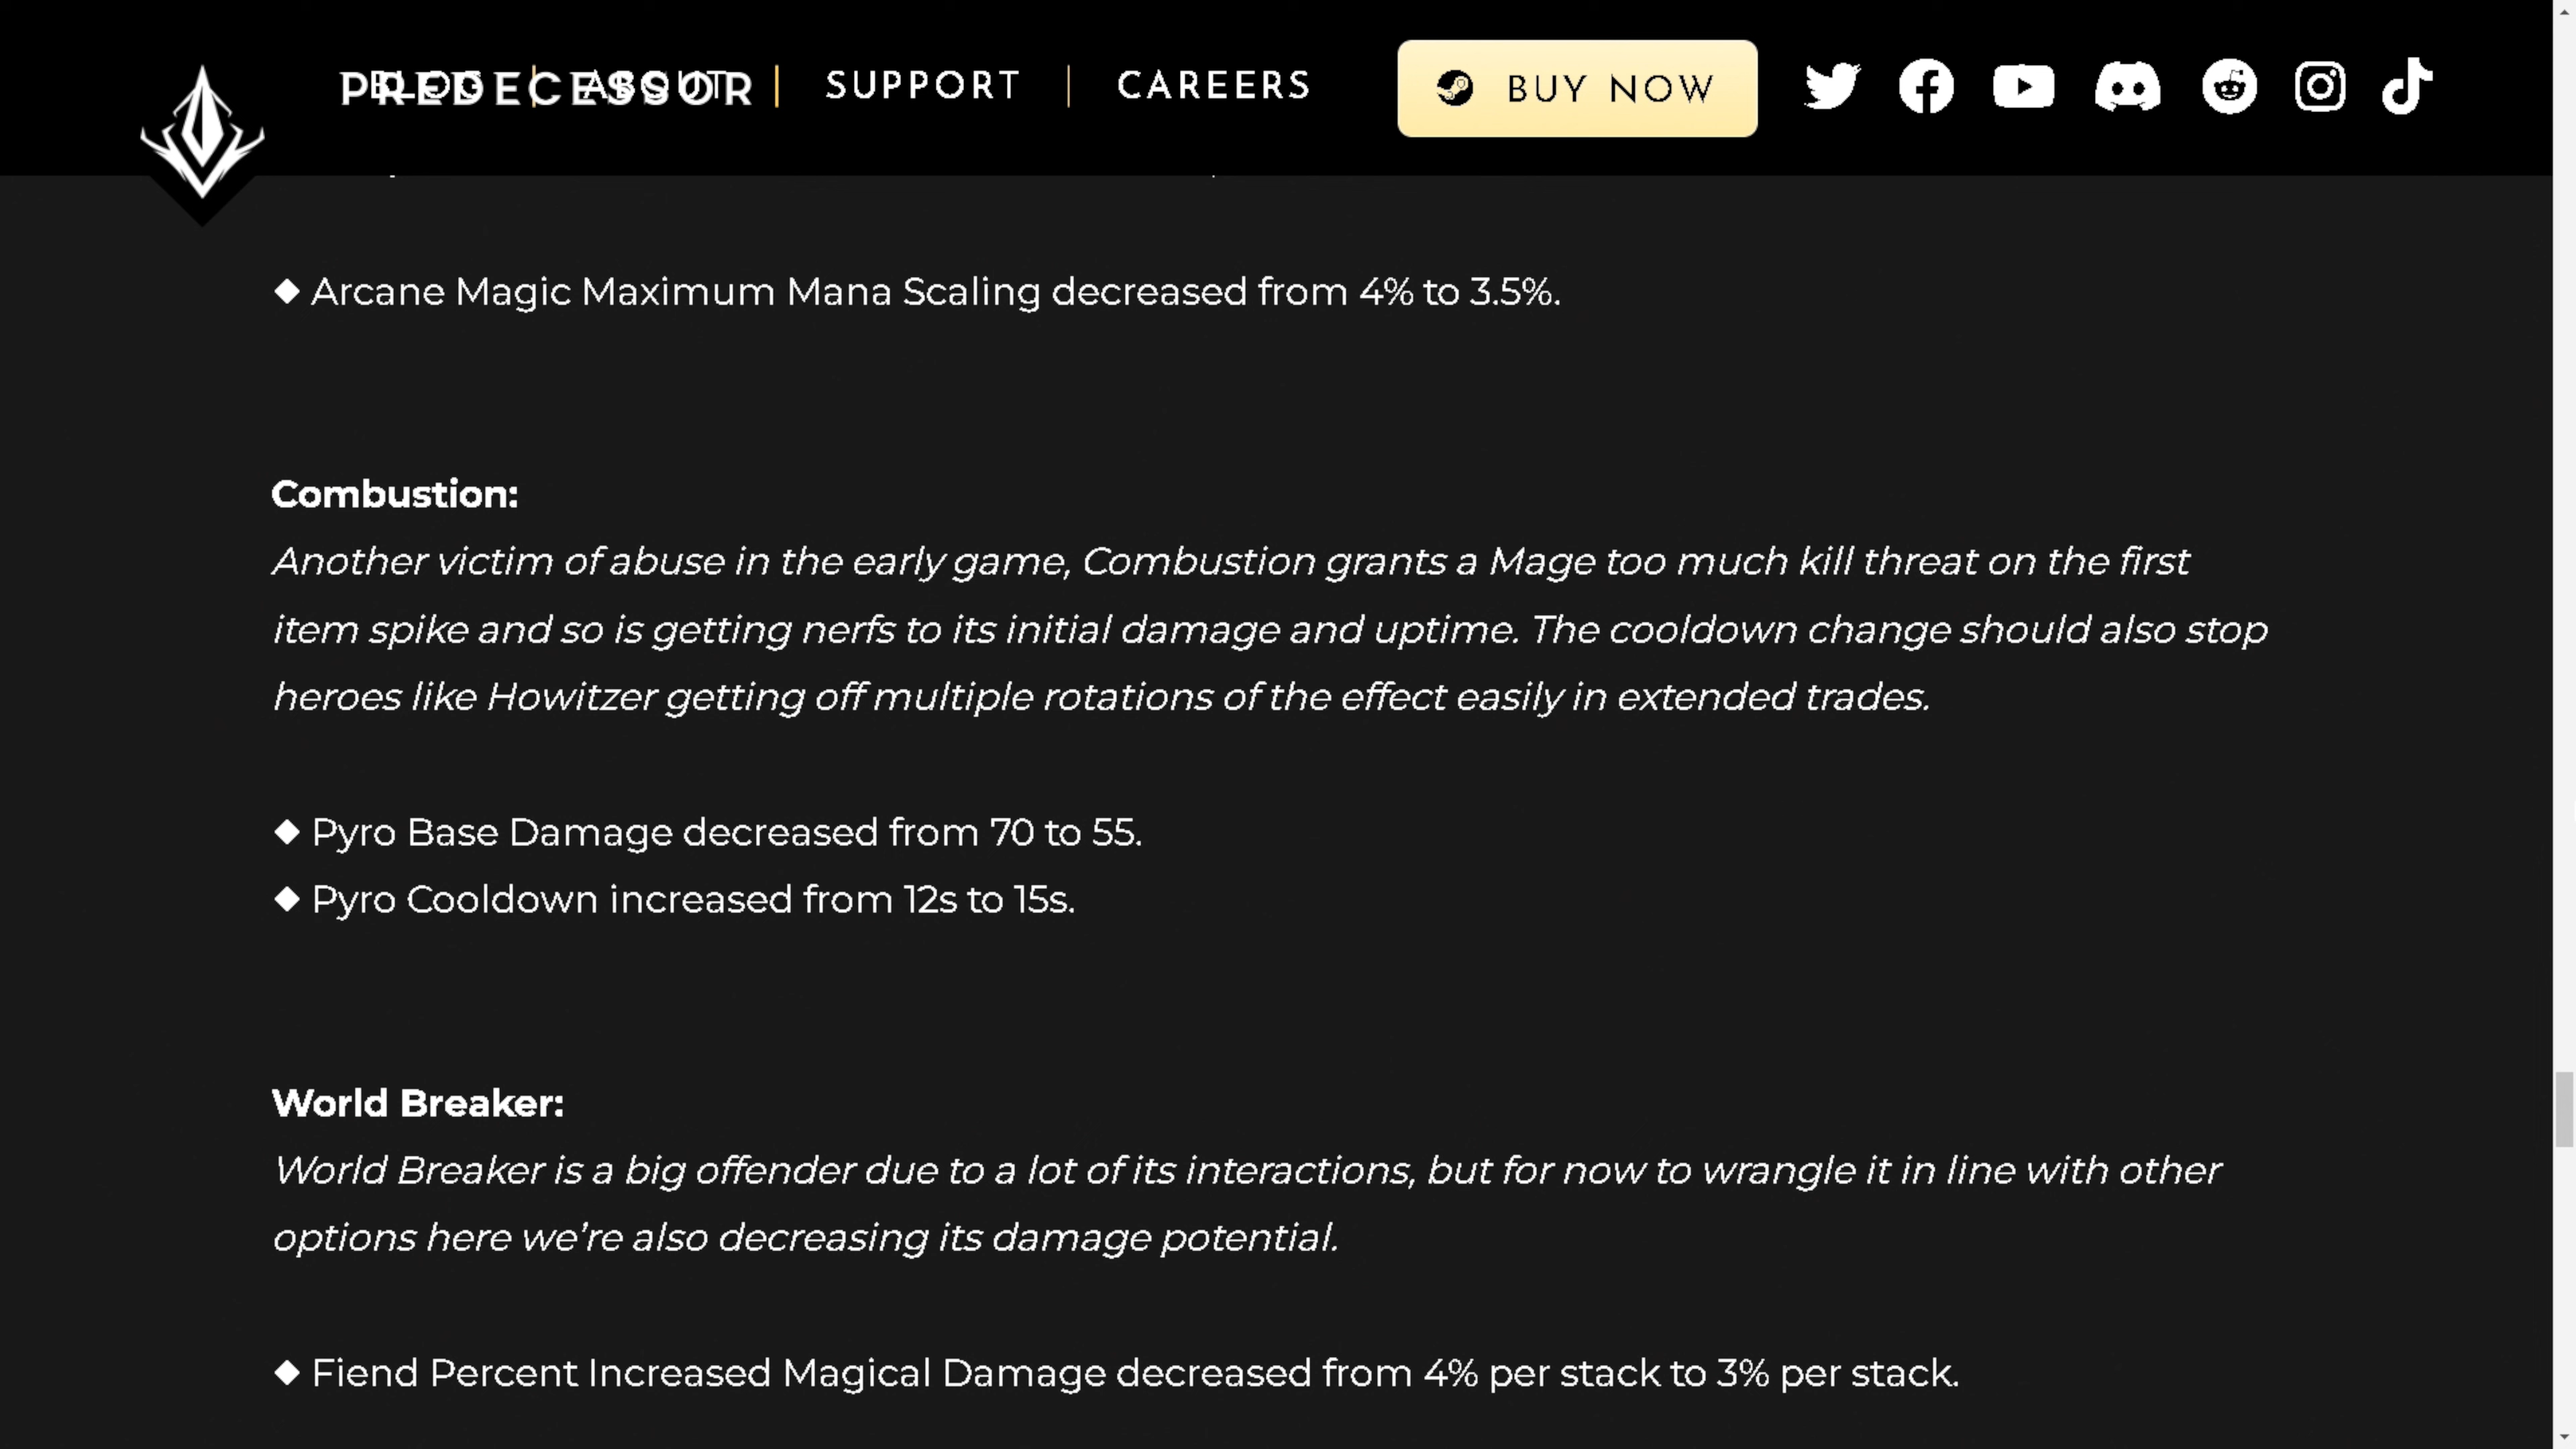 PREDECESSOR
BLOG | ABOUT | SUPPORT | CAREERS
BUY NOW
◆ Arcane Magic Maximum Mana Scaling decreased from 4% to 3.5%.
Combustion:
Another victim of abuse in the early game, Combustion grants a Mage too much kill threat on the first
item spike and so is getting nerfs to its initial damage and uptime. The cooldown change should also stop
heroes like Howitzer getting off multiple rotations of the effect easily in extended trades.
◆ Pyro Base Damage decreased from 70 to 55.
◆ Pyro Cooldown increased from 12s to 15s.
World Breaker:
World Breaker is a big offender due to a lot of its interactions, but for now to wrangle it in line with other
options here we’re also decreasing its damage potential.
◆ Fiend Percent Increased Magical Damage decreased from 4% per stack to 3% per stack.